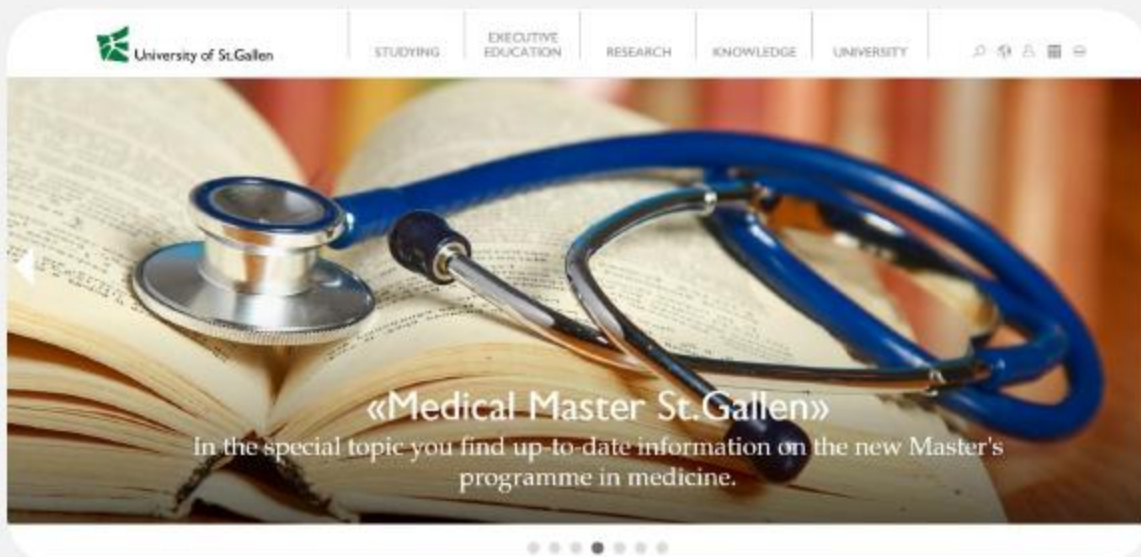 University of St.Gallen
STUDYING
EXECUTIVE
EDUCATION
RESEARCH
KNOWLEDGE
UNIVERSITY
«Medical Master St.Gallen»
In the special topic you find up-to-date information on the new Master's
programme in medicine.